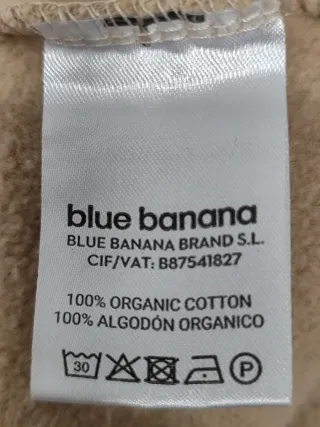 blue banana
BLUE BANANA BRAND S.L.
CIF/VAT: B87541827
100% ORGANIC COTTON
100% ALGODÓN ORGANICO
30 P